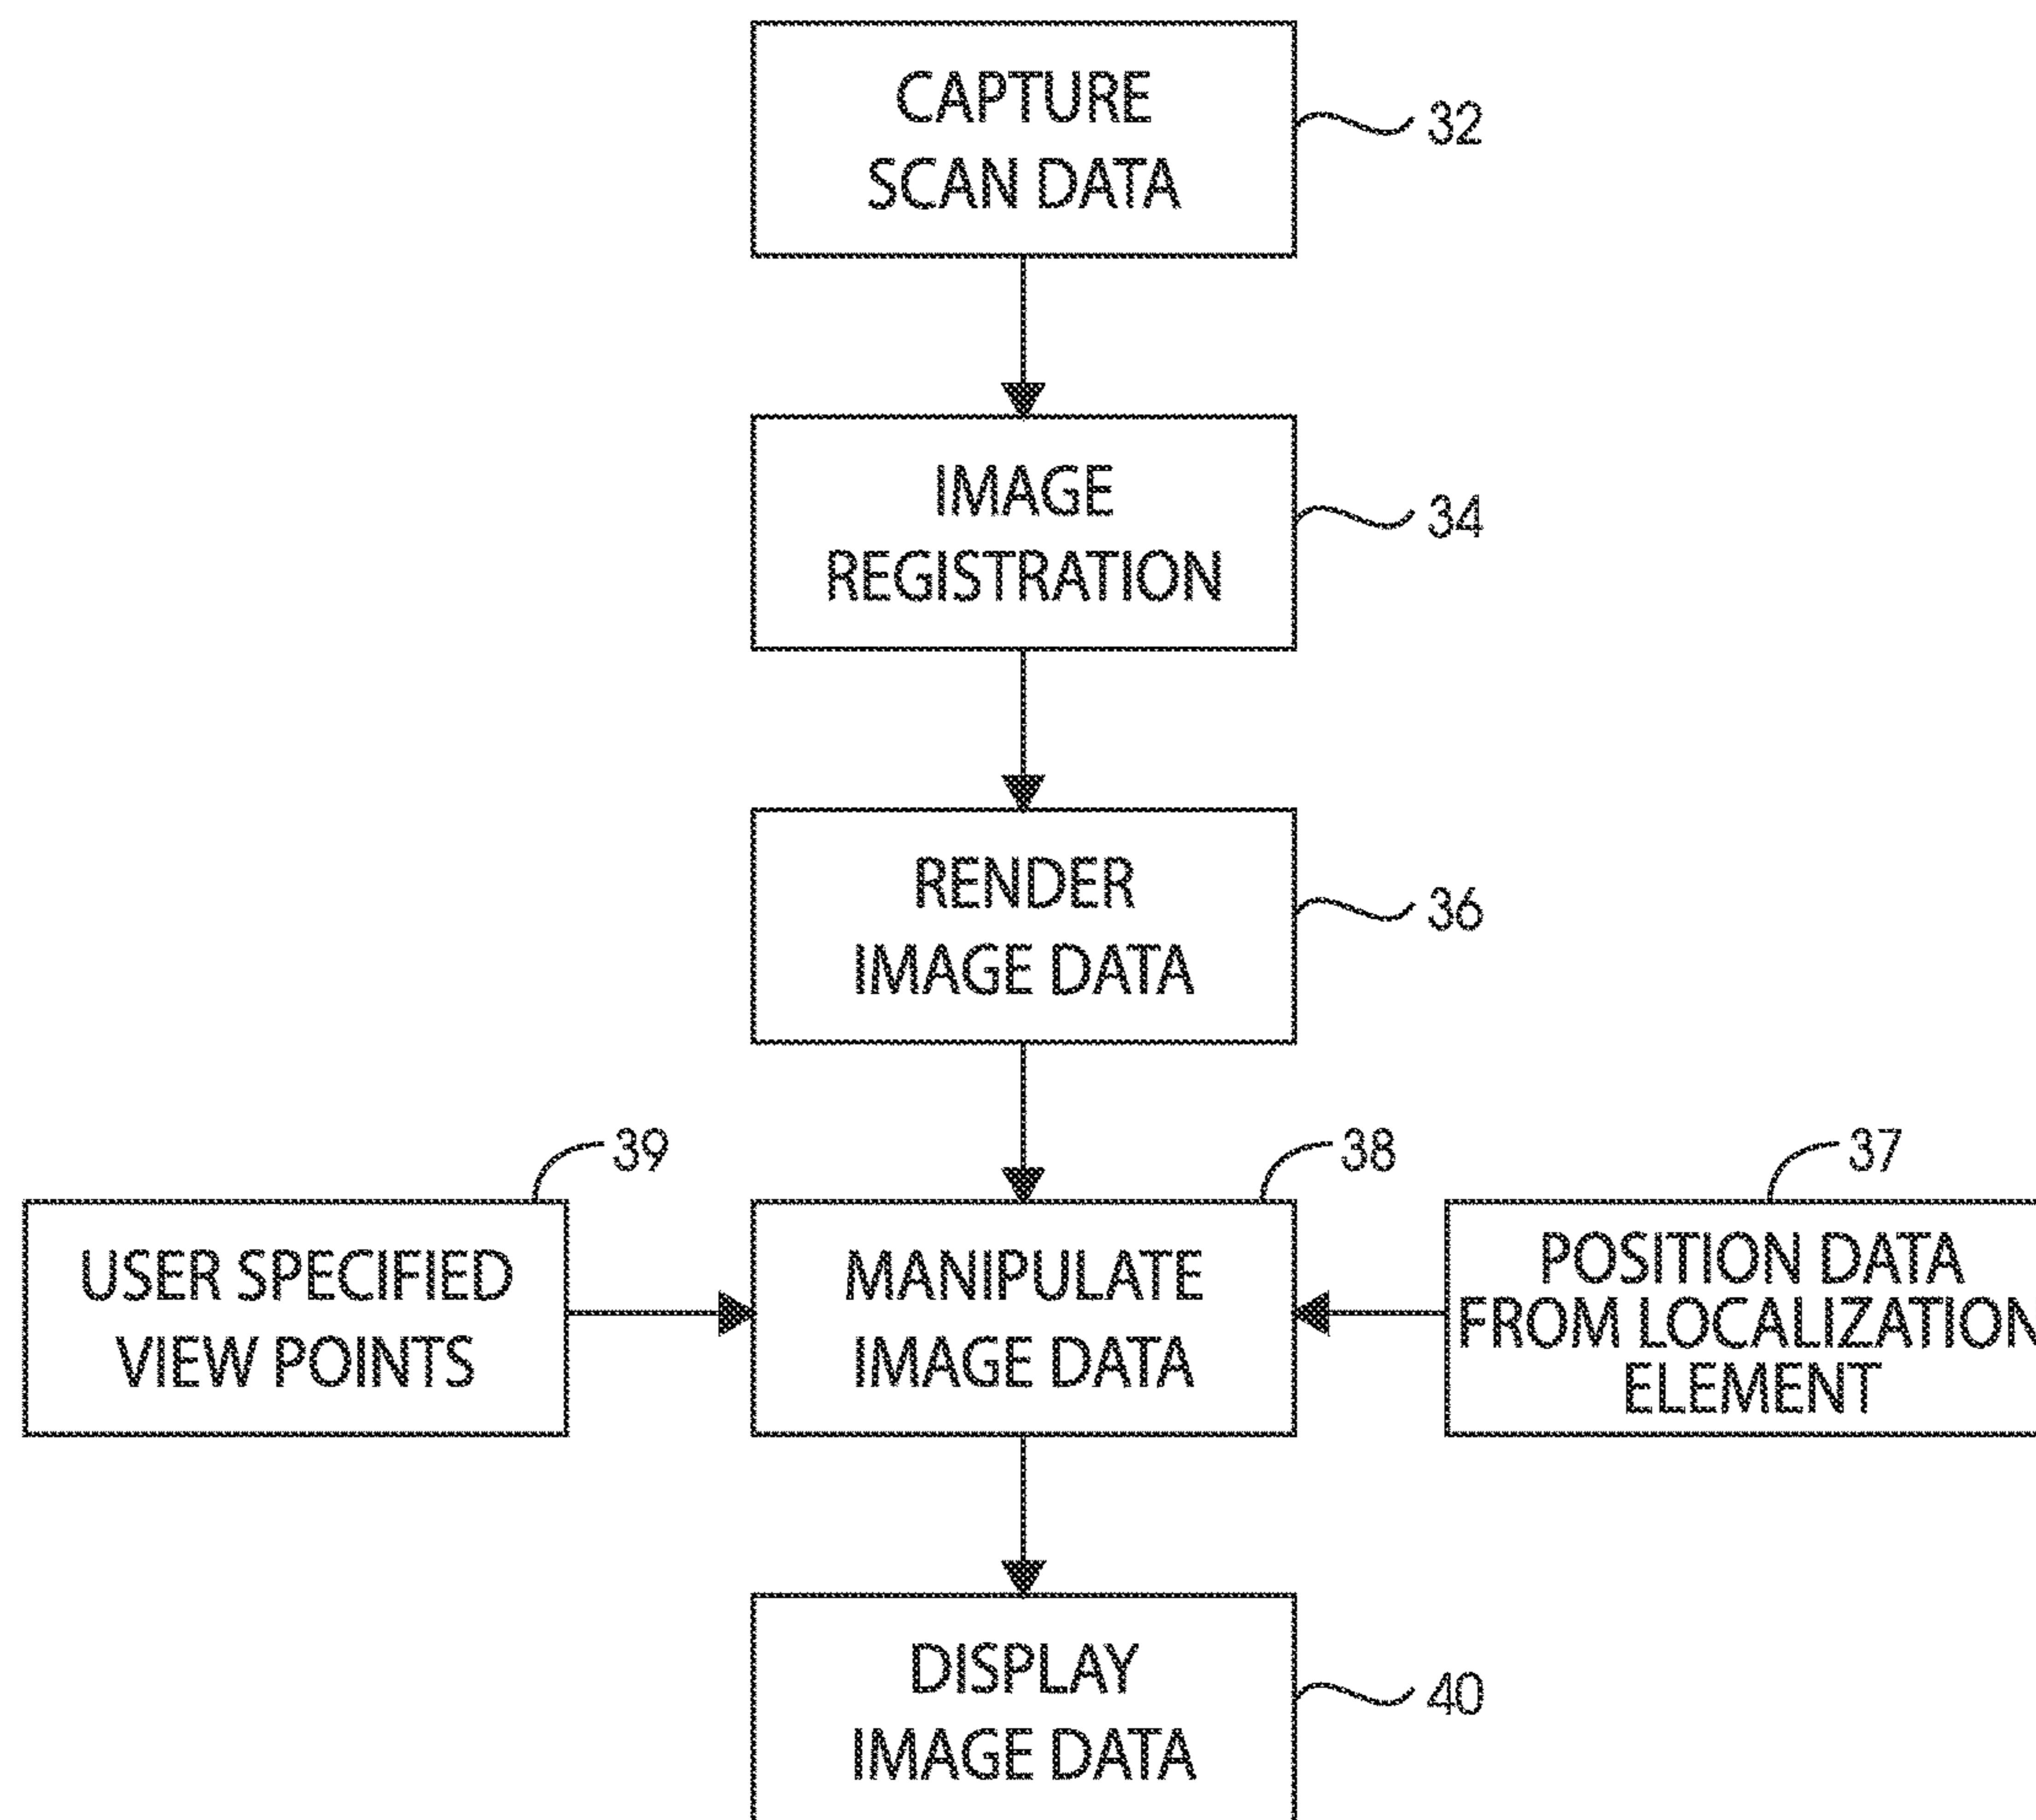 CAPTURE
SCAN DATA
32
IMAGE
REGISTRATION
34
RENDER
IMAGE DATA
36
39
38
37
USER SPECIFIED
VIEW POINTS
MANIPULATE
IMAGE DATA
POSITION DATA
FROM LOCALIZATION
ELEMENT
DISPLAY
IMAGE DATA
40